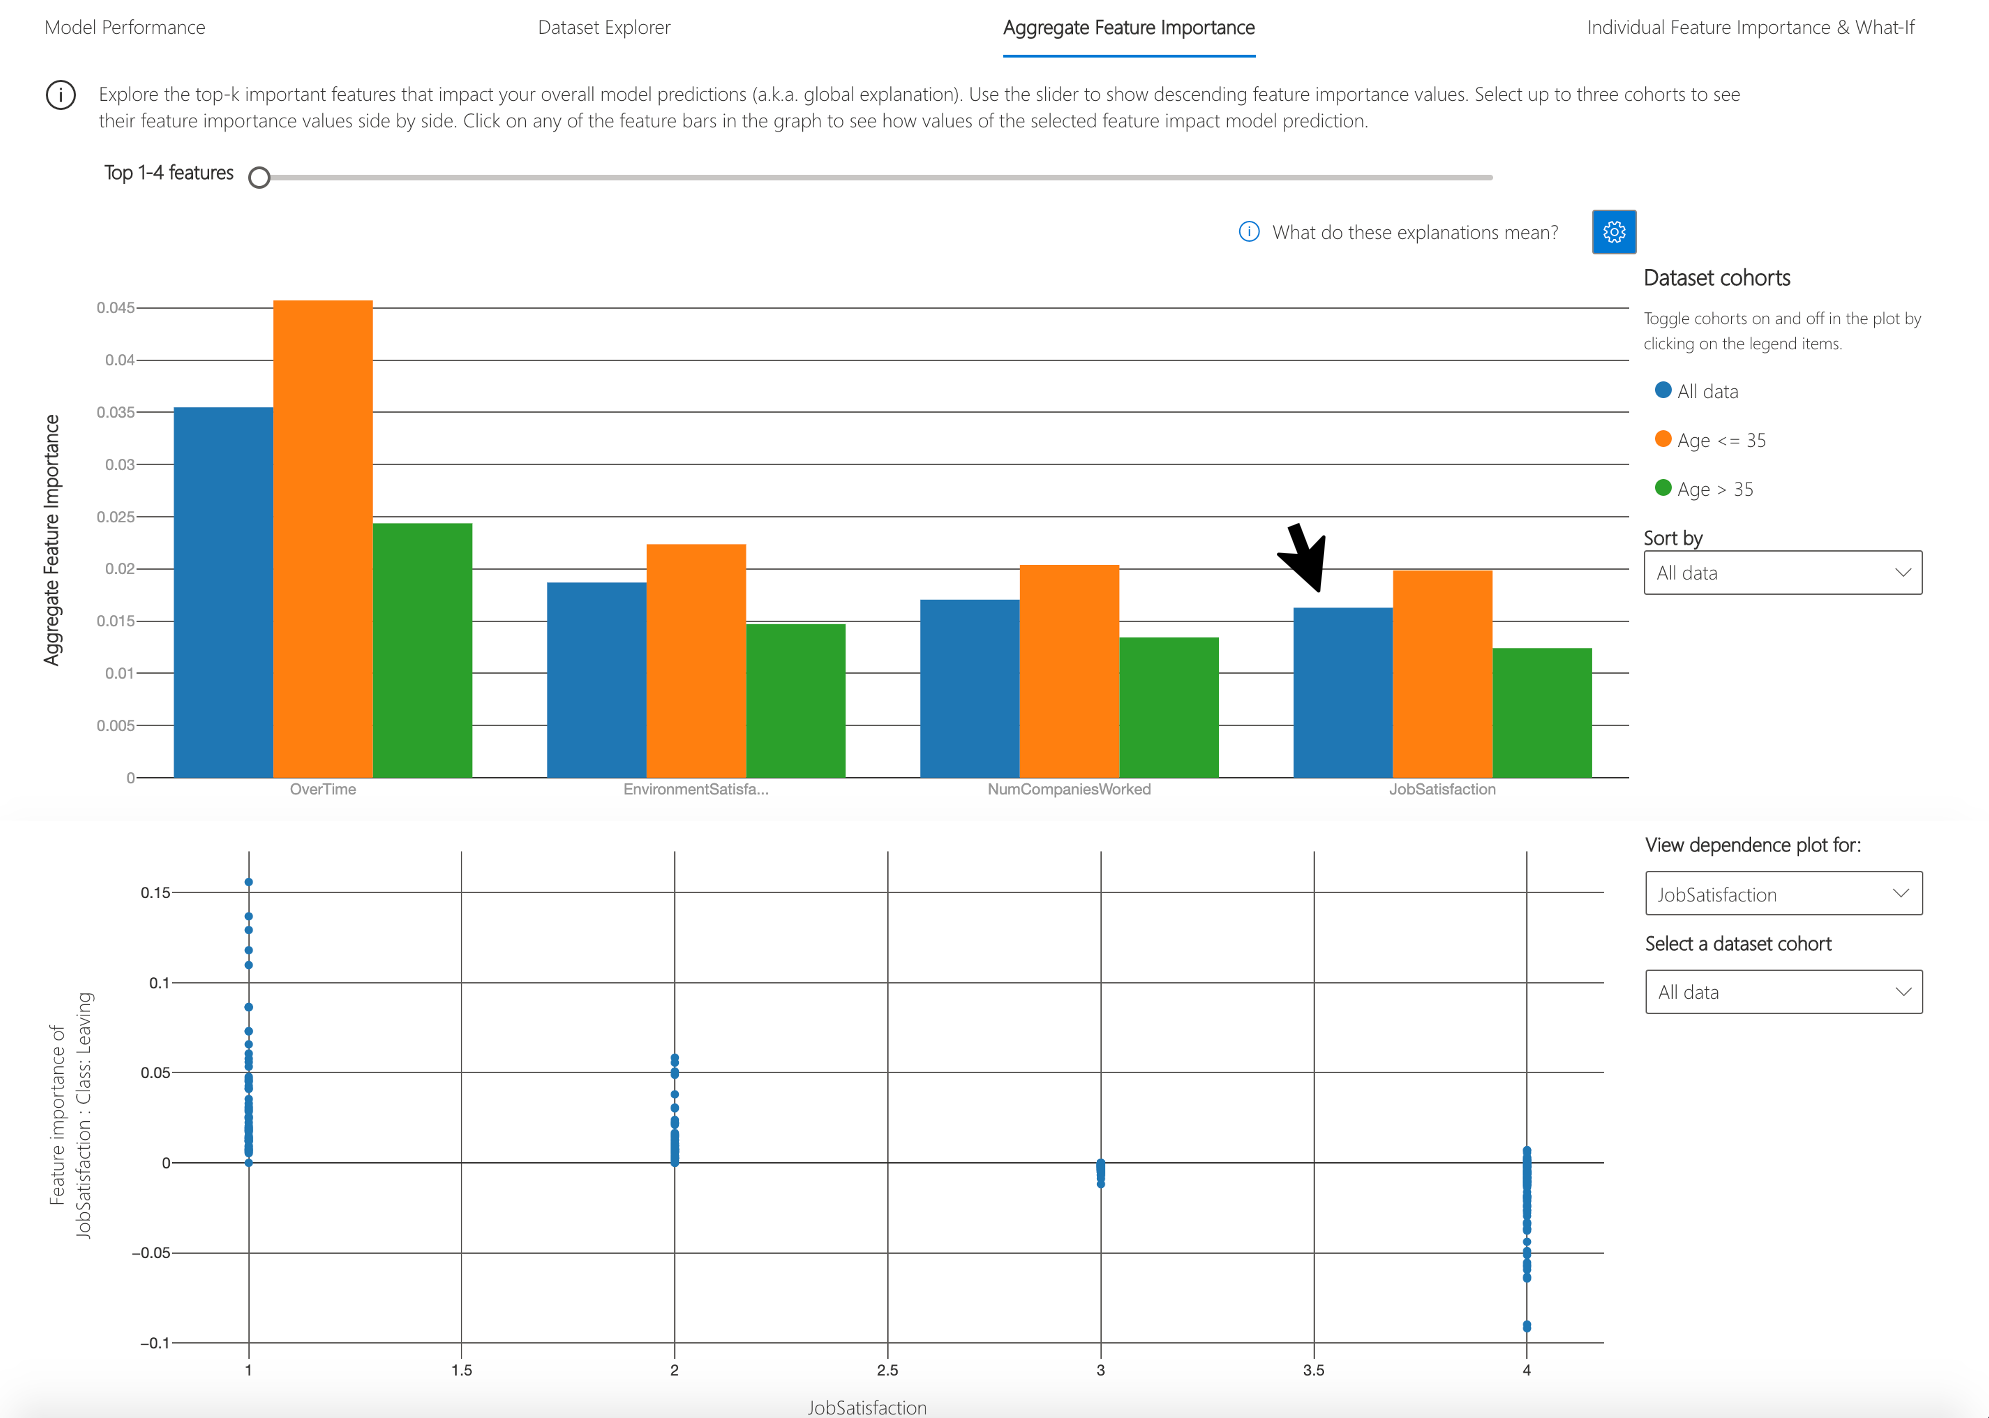 Model Performance
Dataset Explorer
Aggregate Feature Importance
Individual Feature Importance & What-If
Explore the top-k important features that impact your overall model predictions (a.k.a. global explanation). Use the slider to show descending feature importance values. Select up to three cohorts to see
their feature importance values side by side. Click on any of the feature bars in the graph to see how values of the selected feature impact model prediction.
Top 1-4 features
What do these explanations mean?
Dataset cohorts
Toggle cohorts on and off in the plot by
clicking on the legend items.
All data
Age <= 35
Age > 35
Sort by
All data
Aggregate Feature Importance
0.045
0.04
0.035
0.03
0.025
0.02
0.015
0.01
0.005
0
OverTime
EnvironmentSatisfa...
NumCompaniesWorked
JobSatisfaction
View dependence plot for:
JobSatisfaction
Select a dataset cohort
All data
Feature importance of
JobSatisfaction : Class: Leaving
0.15
0.1
0.05
0
−0.05
−0.1
1
1.5
2
2.5
3
3.5
4
JobSatisfaction